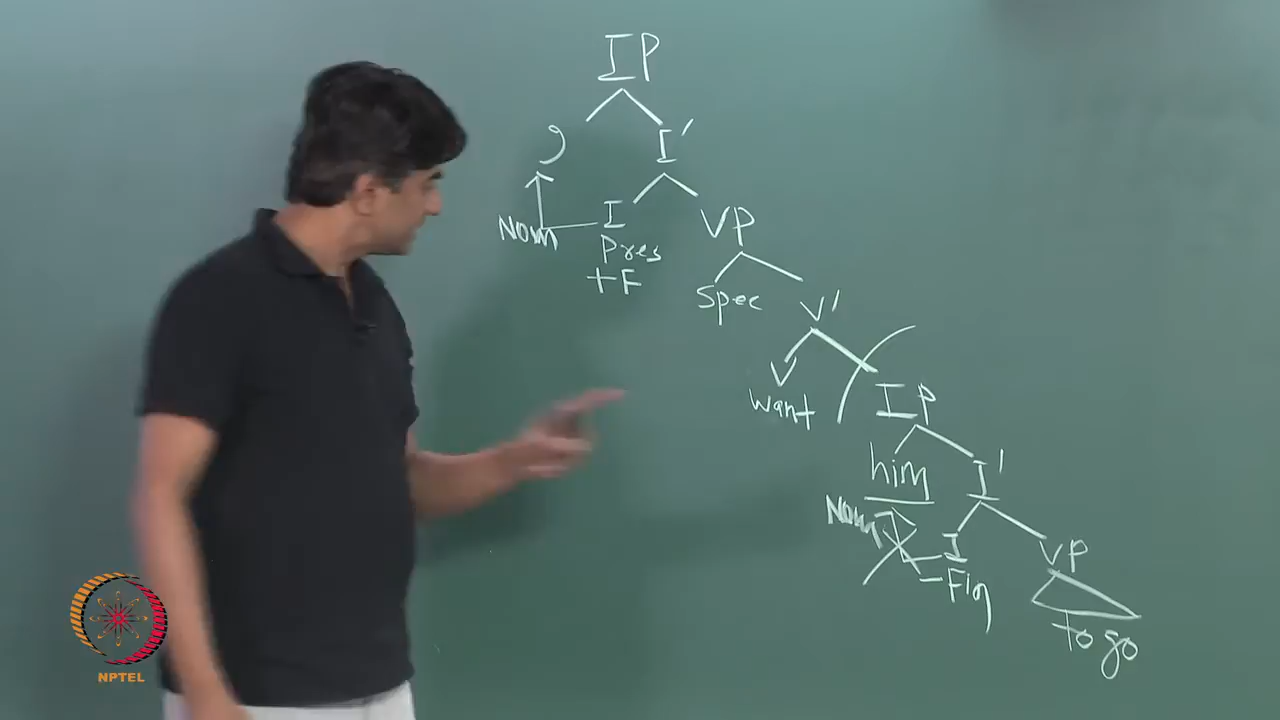 IP
I I'
Nom I VP
Pres
+F
Spec V'
V IP
want
him I'
Nom I VP
-Fin
to go
NPTEL